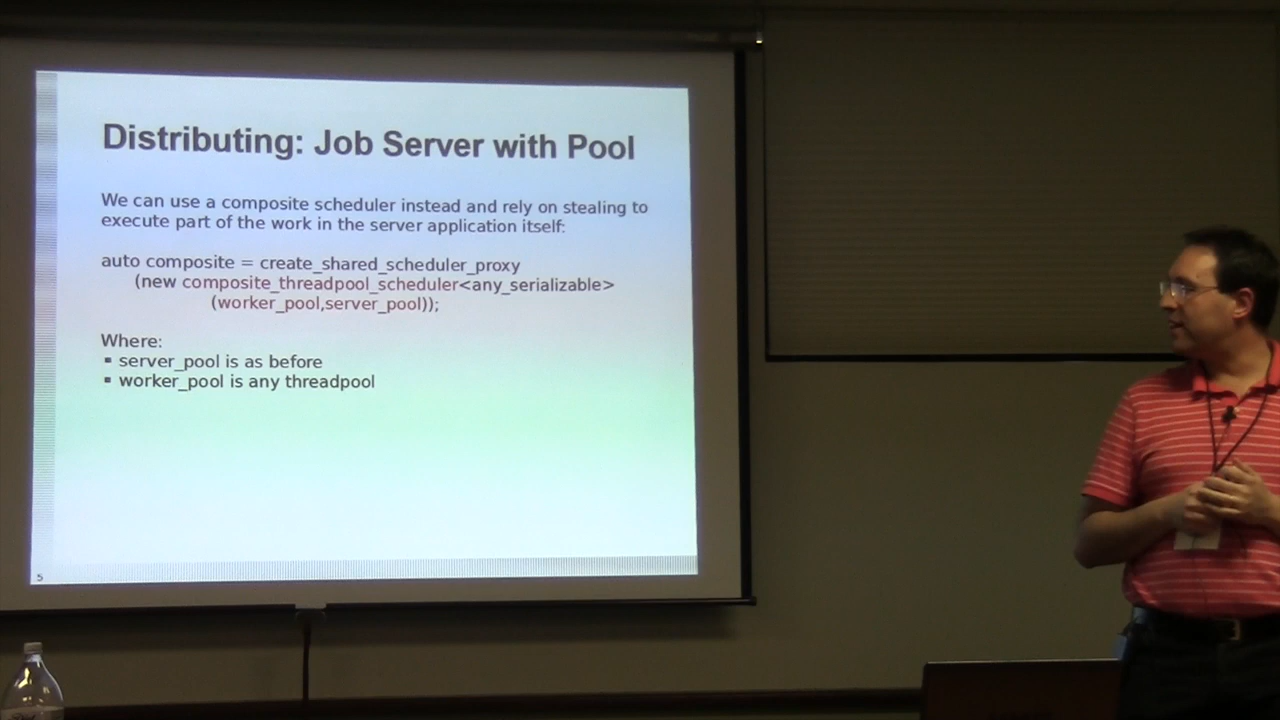 Distributing: Job Server with Pool
We can use a composite scheduler instead and rely on stealing to
execute part of the work in the server application itself:
auto composite = create_shared_scheduler_proxy
(new composite_threadpool_scheduler<any_serializable>
(worker_pool,server_pool));
Where:
▪ server_pool is as before
▪ worker_pool is any threadpool
5